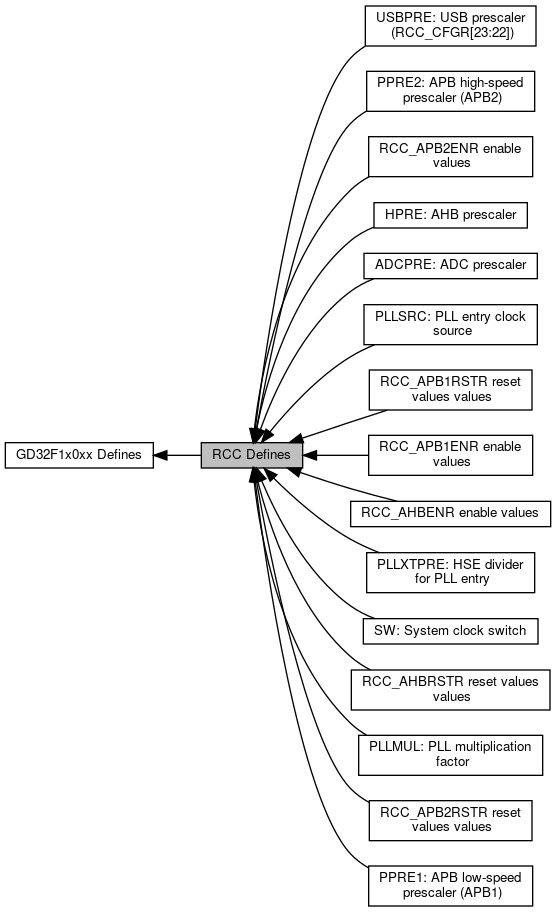 USBPRE: USB prescaler
(RCC_CFGR[23:22])
PPRE2: APB high-speed
prescaler (APB2)
RCC_APB2ENR enable
values
HPRE: AHB prescaler
ADCPRE: ADC prescaler
PLLSRC: PLL entry clock
source
RCC_APB1RSTR reset
values values
GD32F1x0xx Defines
RCC Defines
RCC_APB1ENR enable
values
RCC_AHBENR enable values
PLLXTPRE: HSE divider
for PLL entry
SW: System clock switch
RCC_AHBRSTR reset values
values
PLLMUL: PLL multiplication
factor
RCC_APB2RSTR reset
values values
PPRE1: APB low-speed
prescaler (APB1)